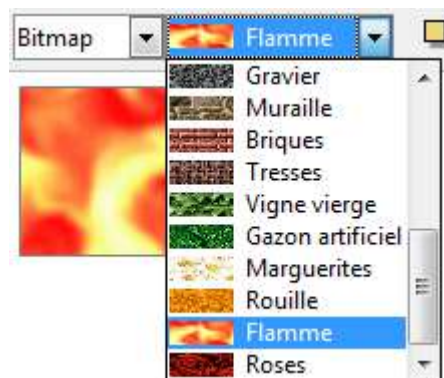 Bitmap Flamme
Gravier
Muraille
Briques
Tresses
Vigne vierge
Gazon artificiel
Marguerites
Rouille
Flamme
Roses